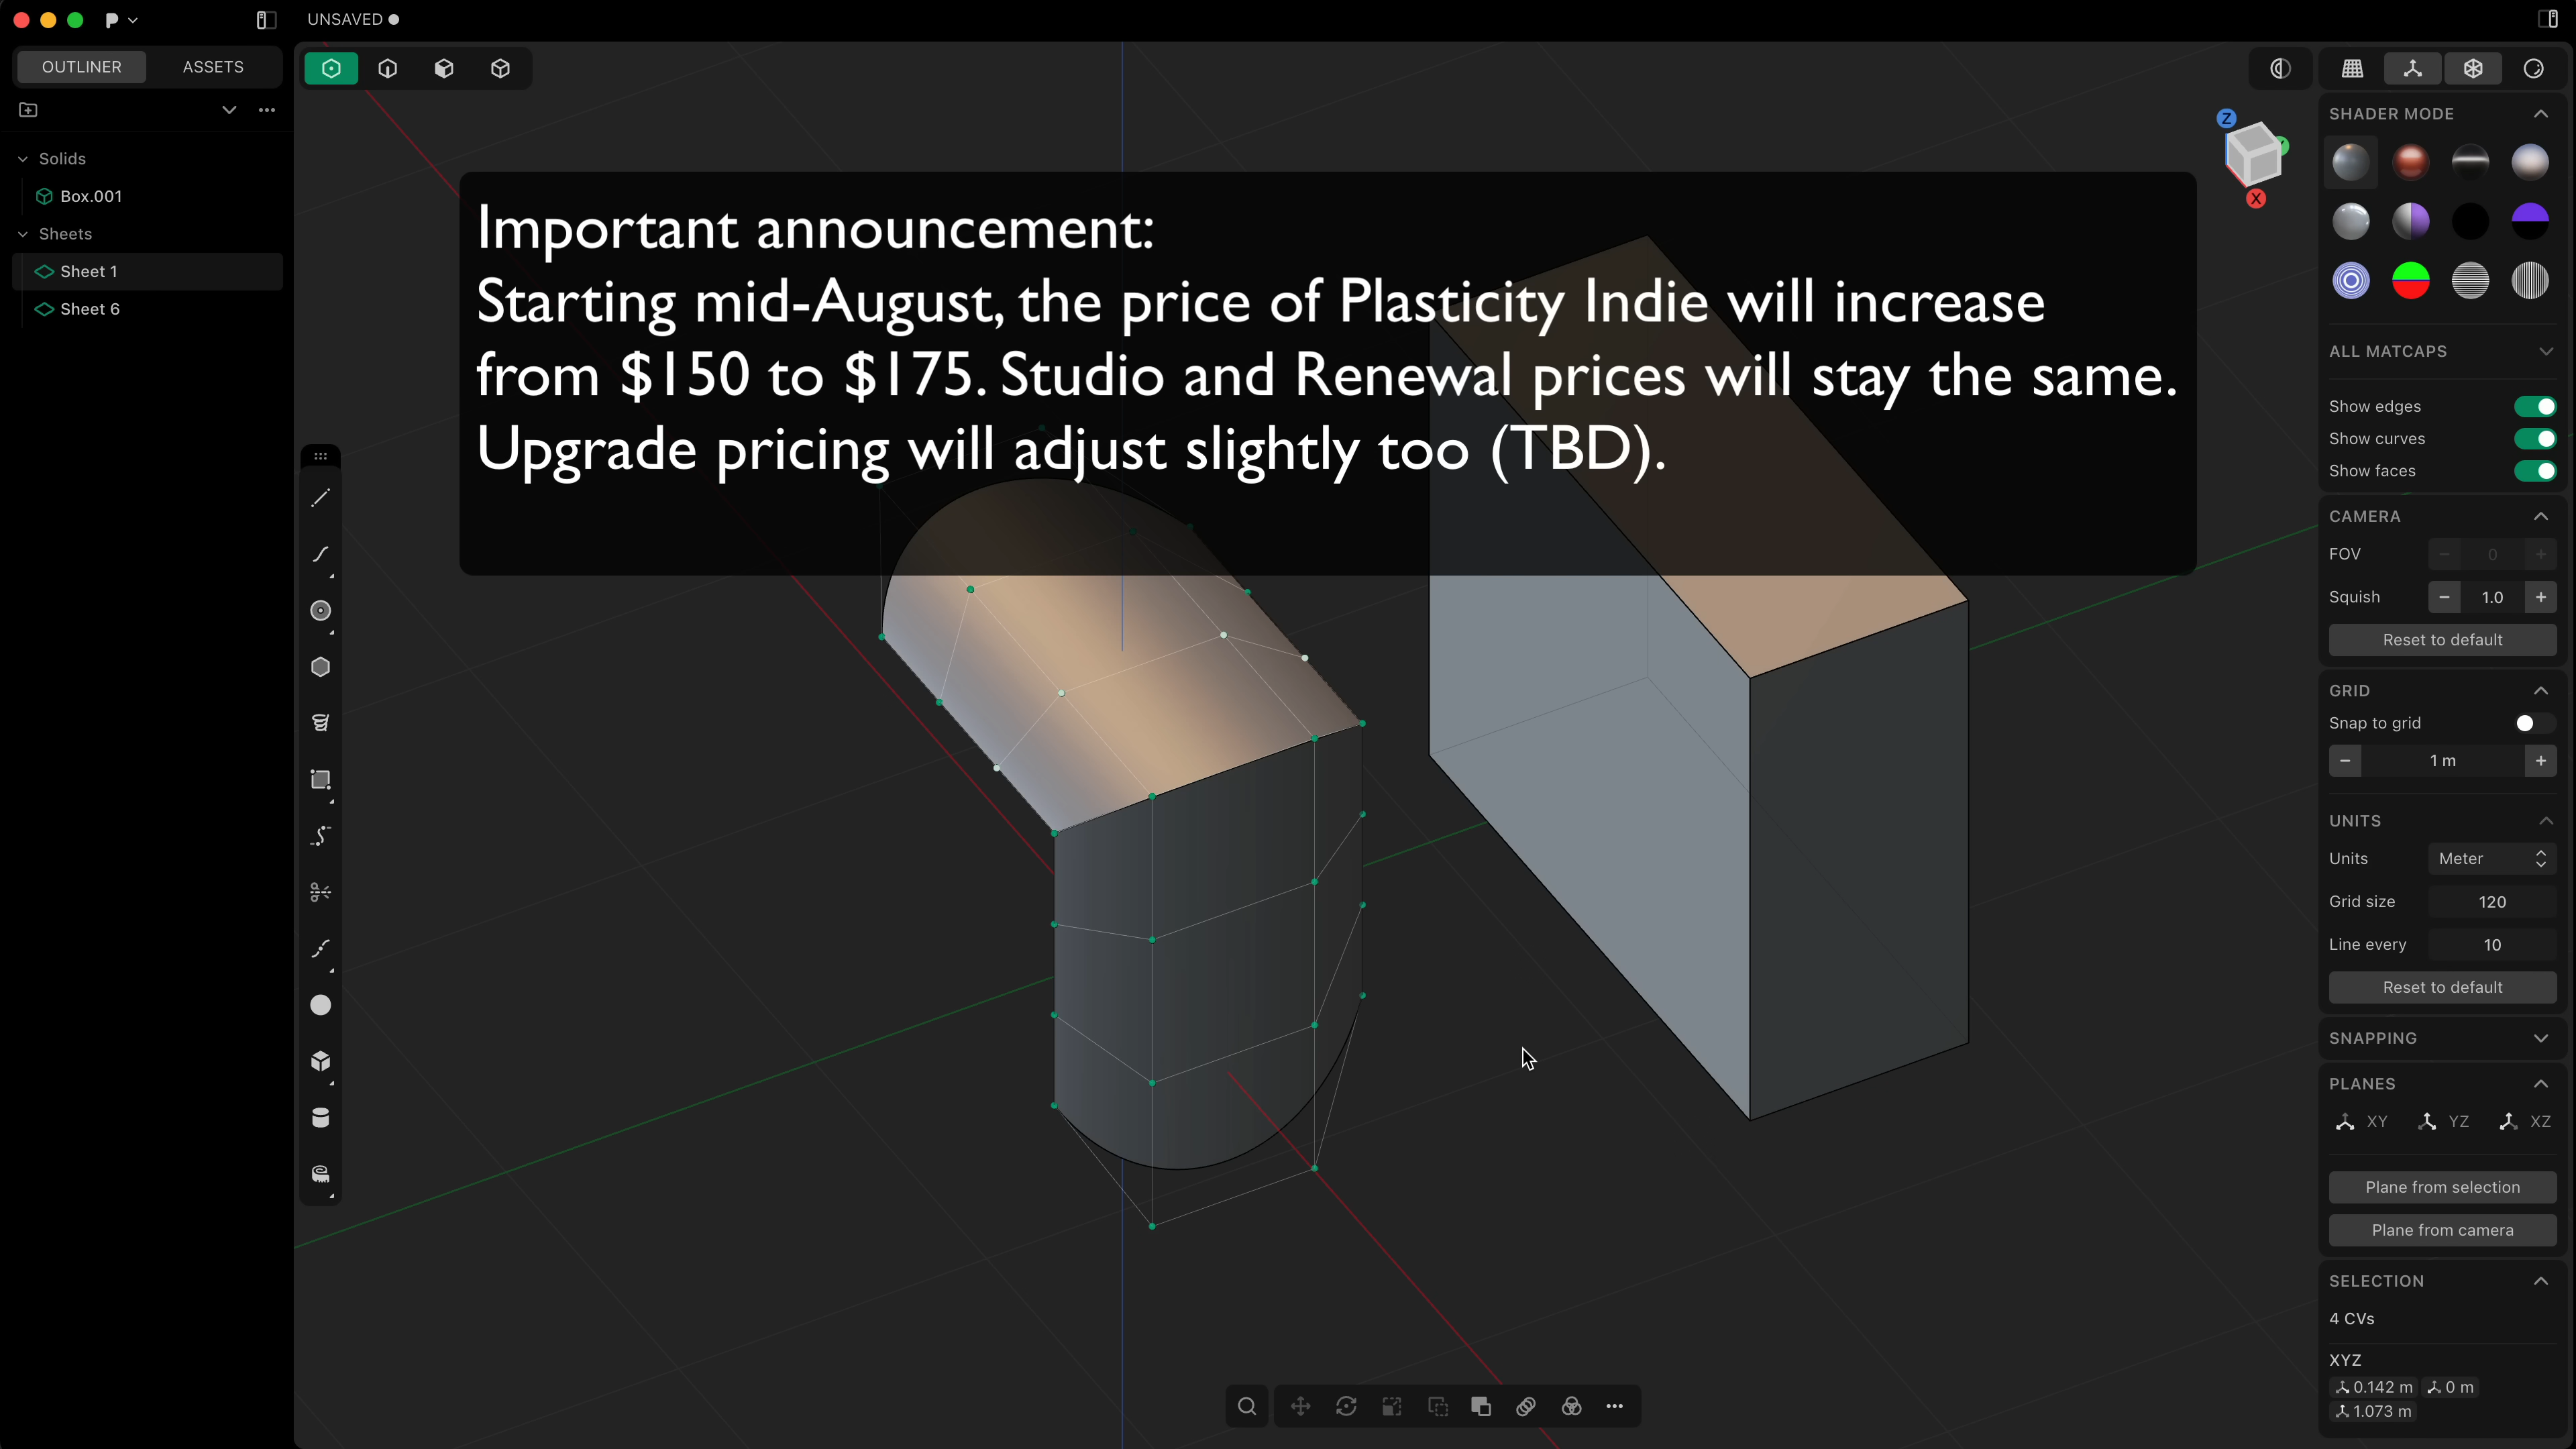 UNSAVED
OUTLINER
ASSETS
Solids
Box.001
Sheets
Sheet 1
Sheet 6
Important announcement:
Starting mid-August, the price of Plasticity Indie will increase
from $150 to $175. Studio and Renewal prices will stay the same.
Upgrade pricing will adjust slightly too (TBD).
Z
X
SHADER MODE
ALL MATCAPS
Show edges
Show curves
Show faces
CAMERA
FOV − 0 +
Squish − 1.0 +
Reset to default
GRID
Snap to grid
− 1 m +
UNITS
Units Meter
Grid size 120
Line every 10
Reset to default
SNAPPING
PLANES
XY YZ XZ
Plane from selection
Plane from camera
SELECTION
4 CVs
XYZ
0.142 m 0 m
1.073 m